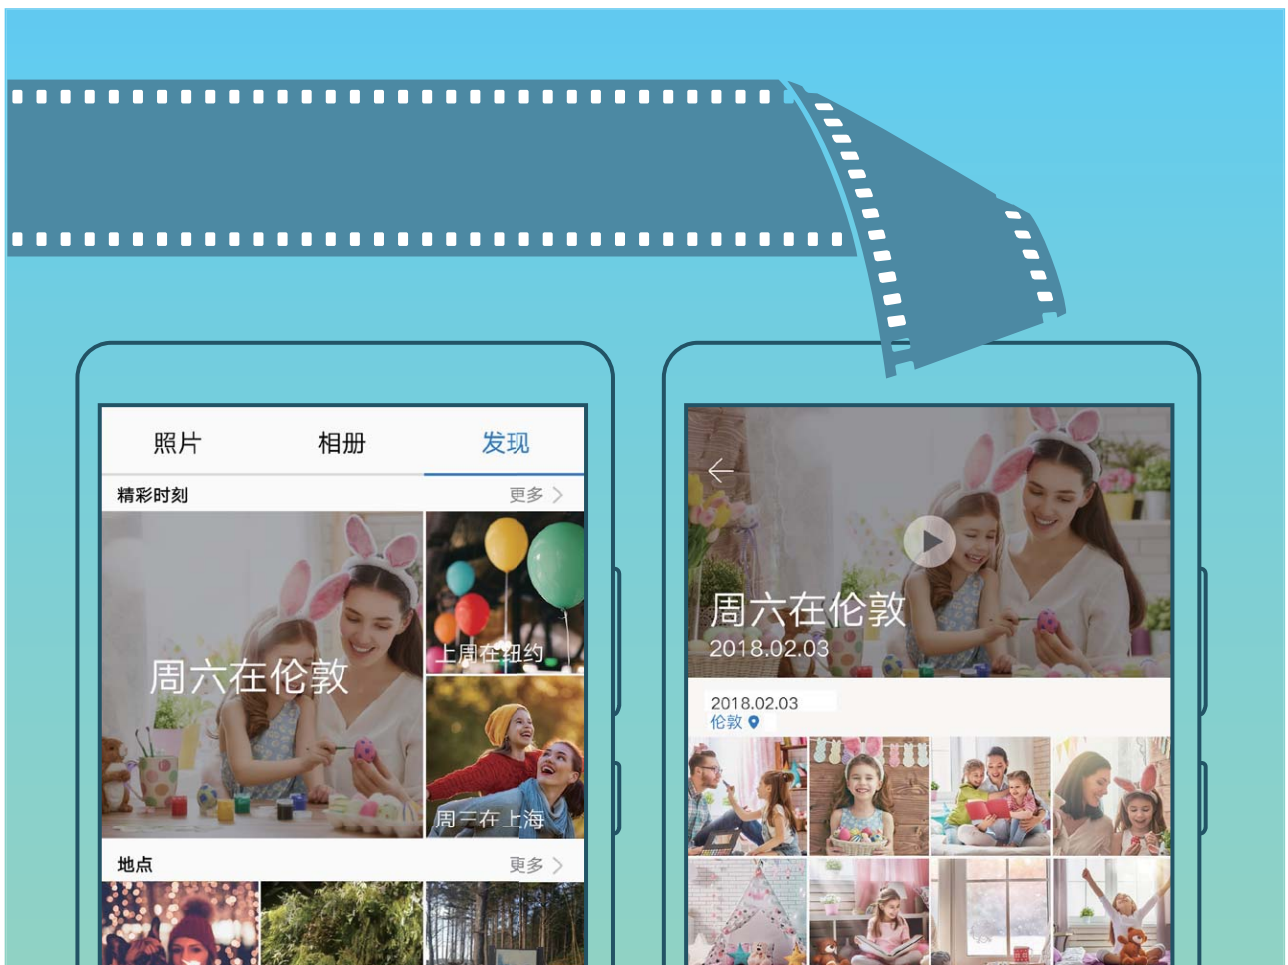 照片 相册 发现
精彩时刻 更多
周六在伦敦
上周在纽约
周三在上海
地点 更多
周六在伦敦
2018.02.03
2018.02.03
伦敦